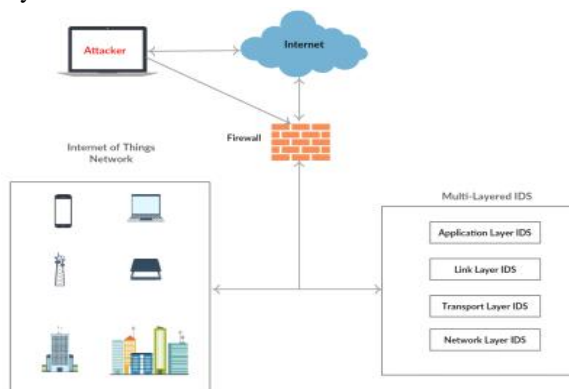 Attacker
Internet
Firewall
Internet of Things
Network
Multi-Layered IDS
Application Layer IDS
Link Layer IDS
Transport Layer IDS
Network Layer IDS